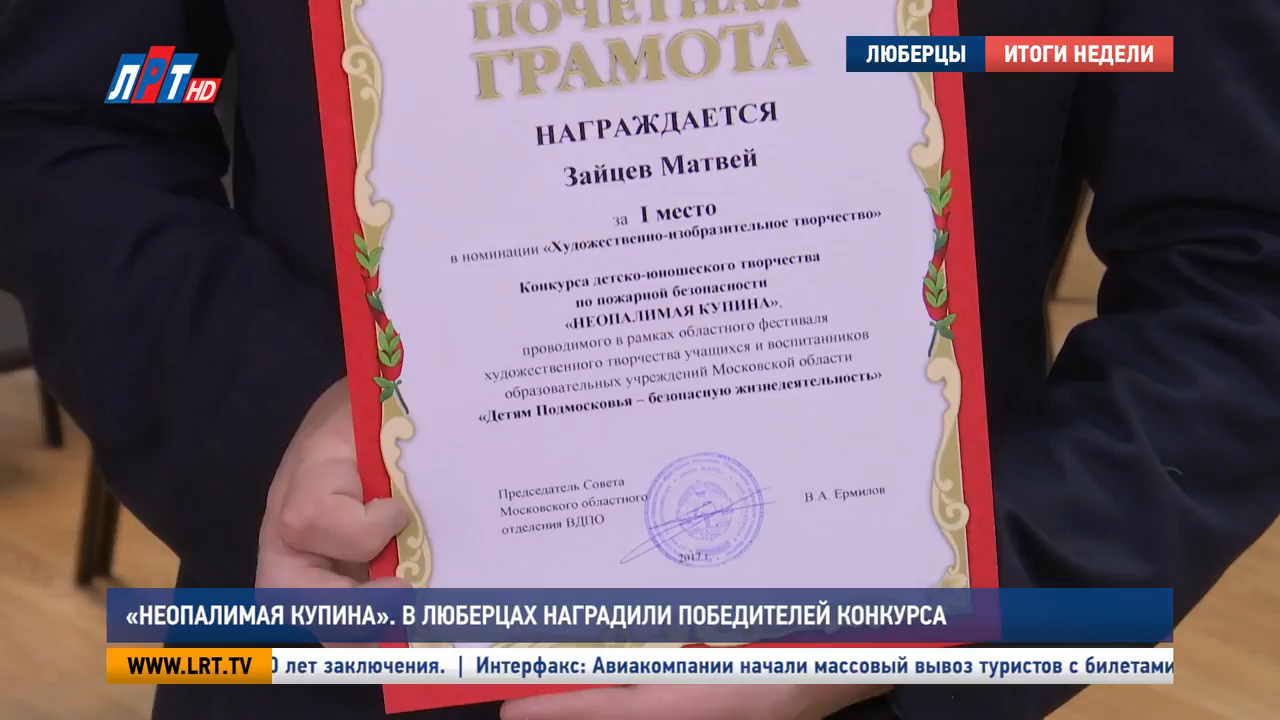 ПОЧЕТНАЯ
ГРАМОТА
ЛРТ HD
ЛЮБЕРЦЫ ИТОГИ НЕДЕЛИ
НАГРАЖДАЕТСЯ
Зайцев Матвей
за I место
в номинации «Художественно-изобразительное творчество»
Конкурса детско-юношеского творчества
по пожарной безопасности
«НЕОПАЛИМАЯ КУПИНА»,
проводимого в рамках областного фестиваля
художественного творчества учащихся и воспитанников
образовательных учреждений Московской области
«Детям Подмосковья – безопасную жизнедеятельность»
Председатель Совета
Московского областного
отделения ВДПО
В.А. Ермилов
2017 г.
«НЕОПАЛИМАЯ КУПИНА». В ЛЮБЕРЦАХ НАГРАДИЛИ ПОБЕДИТЕЛЕЙ КОНКУРСА
WWW.LRT.TV 0 лет заключения. | Интерфакс: Авиакомпании начали массовый вывоз туристов с билетами